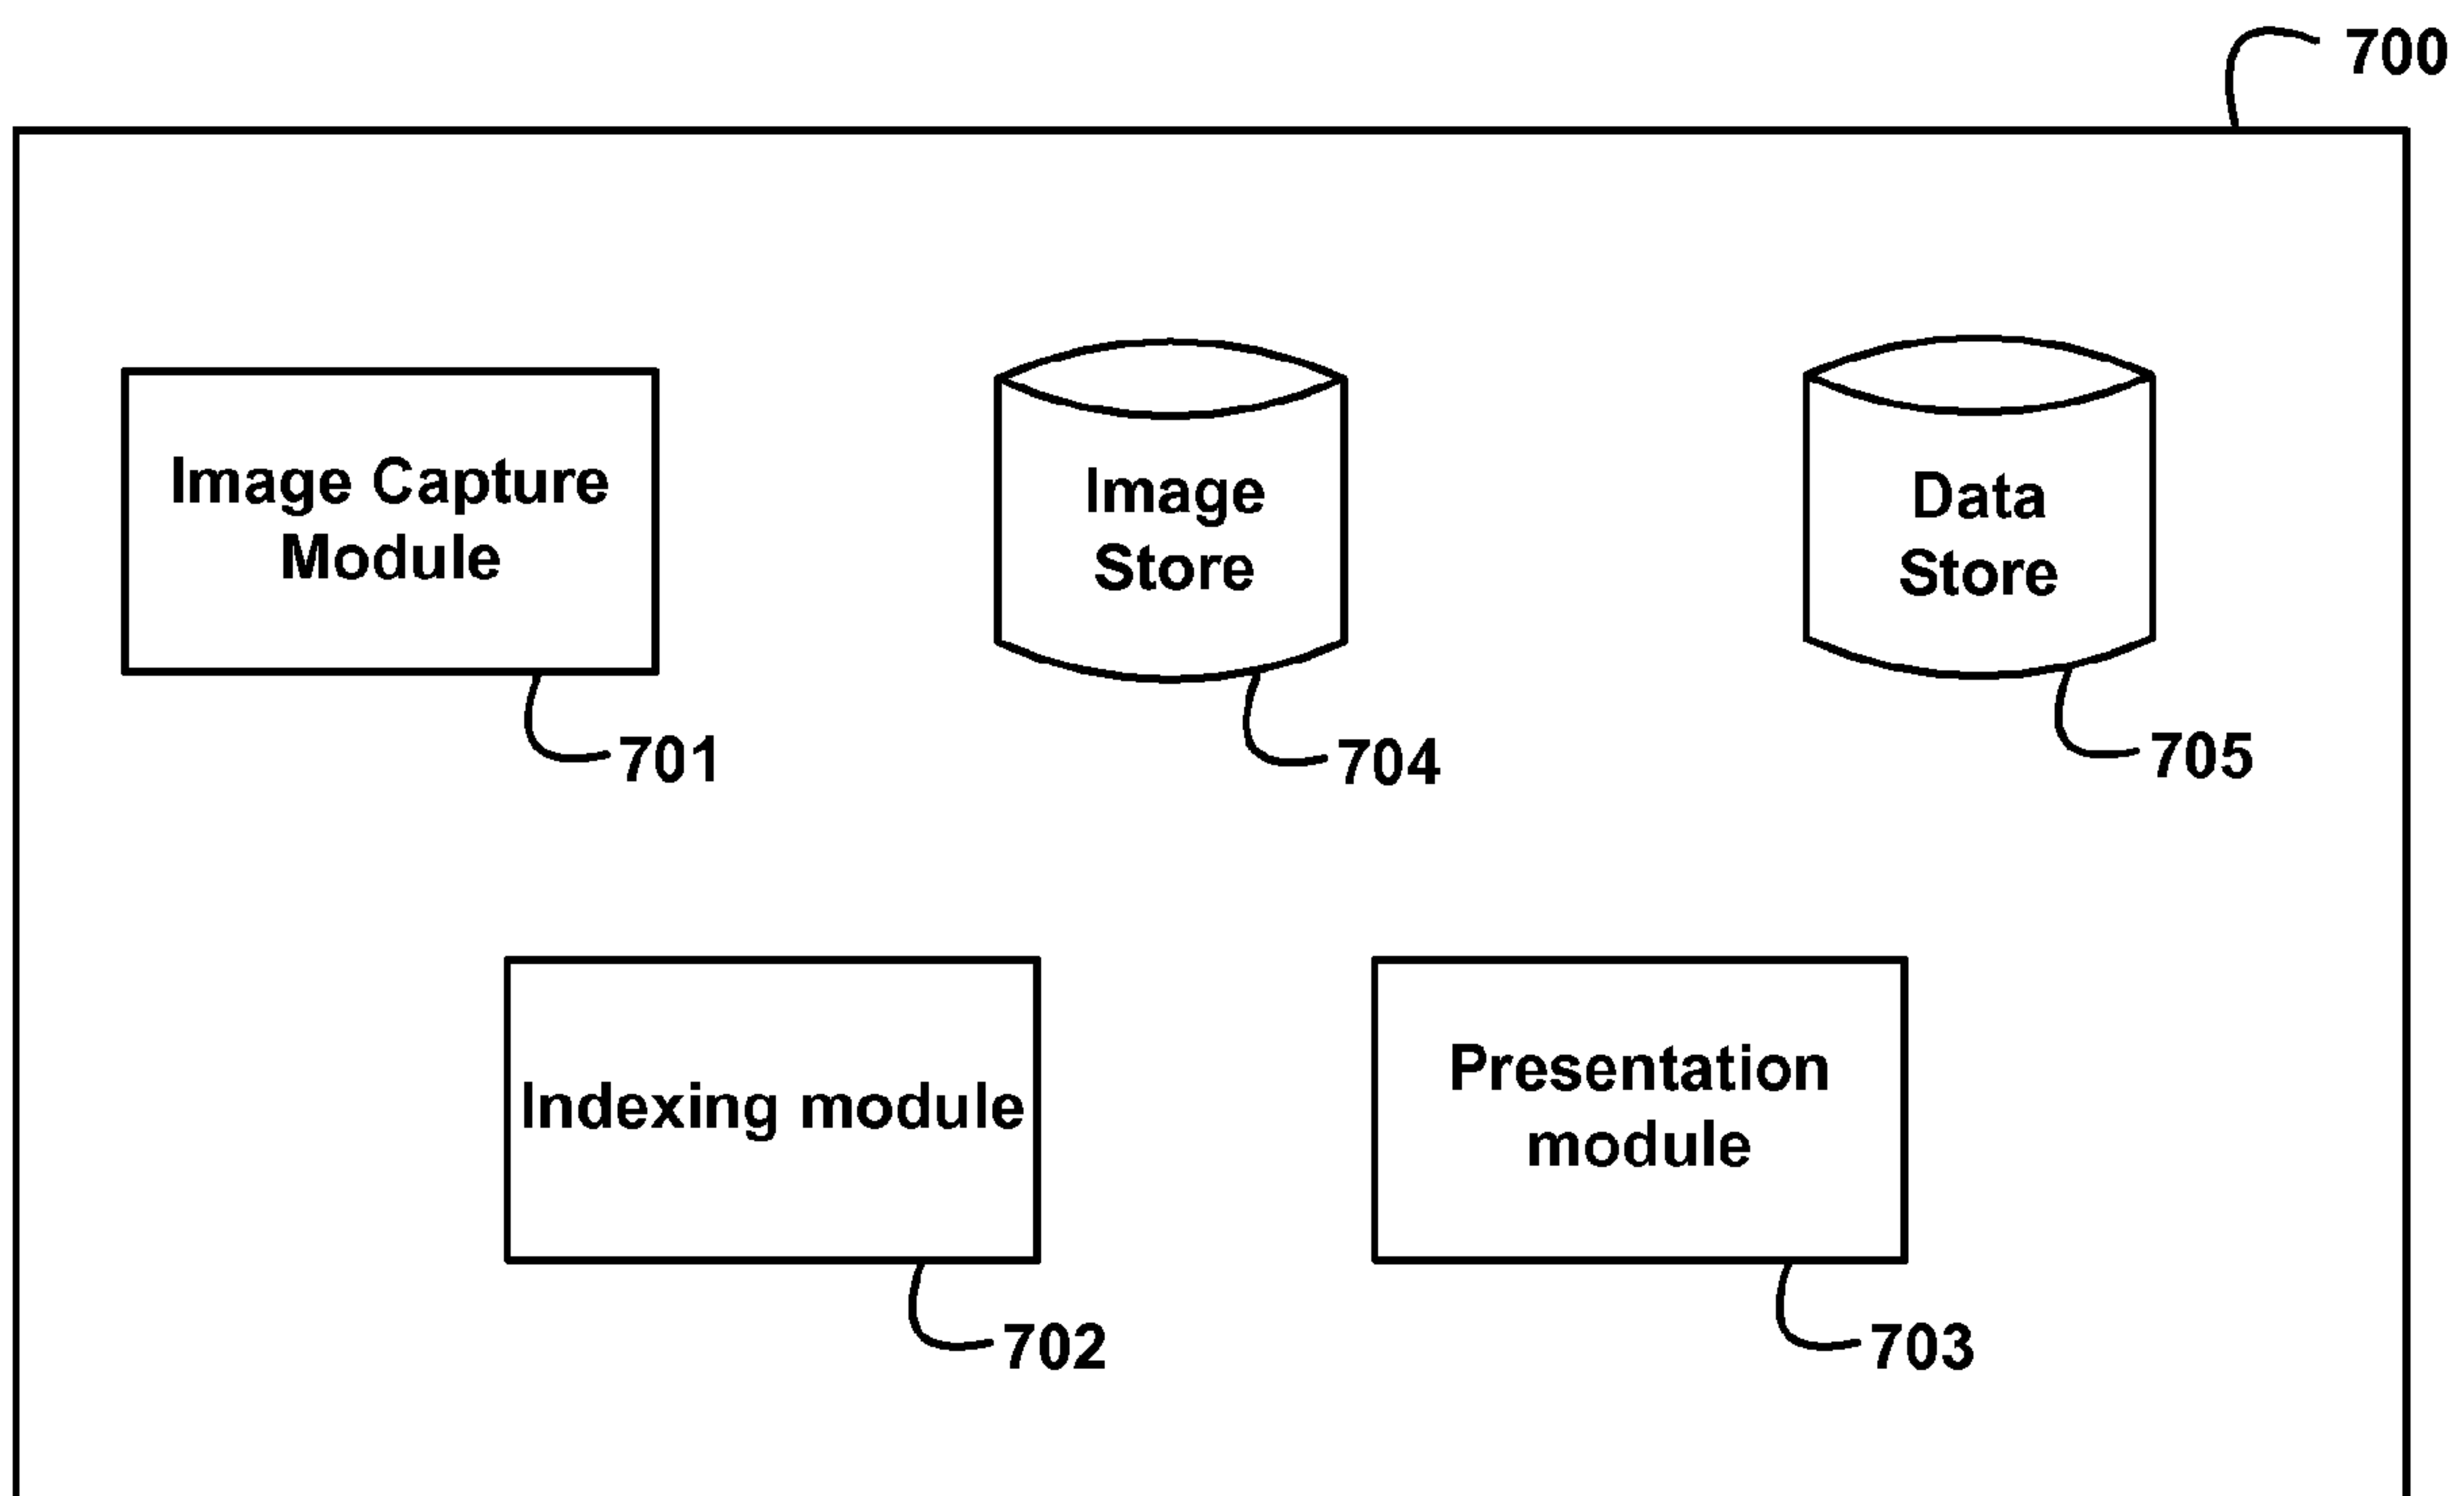 700
Image Capture
Module
701
Image
Store
704
Data
Store
705
Indexing module
702
Presentation
module
703